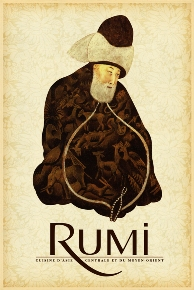 RUMi
CUISINE D'ASIE CENTRALE ET DU MOYEN ORIENT